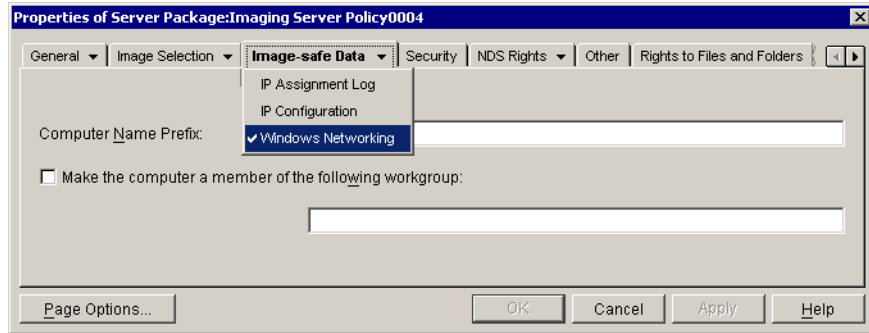 Properties of Server Package:Imaging Server Policy0004
General Image Selection Image-safe Data Security NDS Rights Other Rights to Files and Folders
IP Assignment Log
IP Configuration
Windows Networking
Computer Name Prefix:
Make the computer a member of the following workgroup:
Page Options... OK Cancel Apply Help